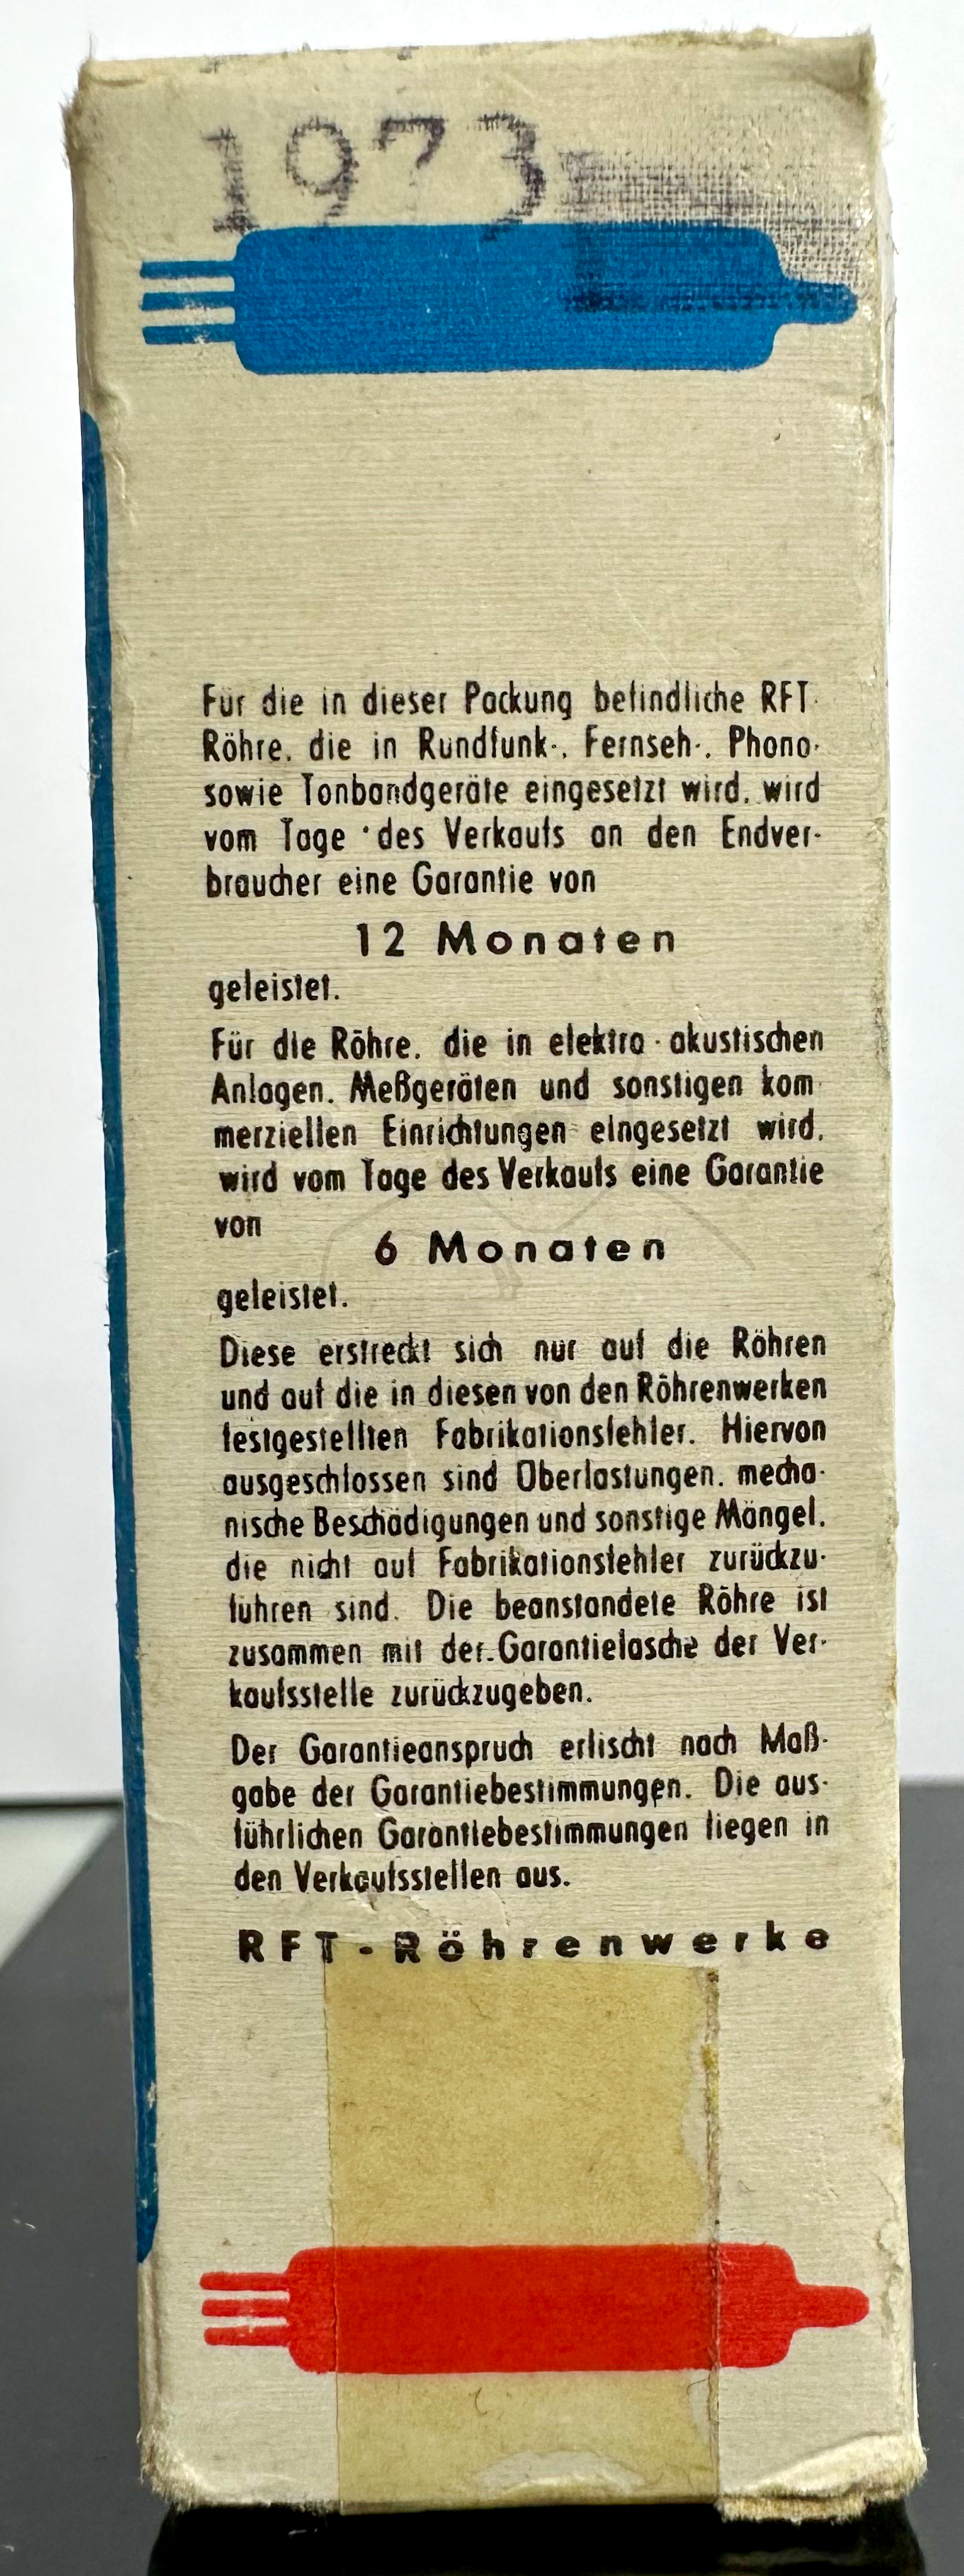 1973
Für die in dieser Packung befindliche RFT-
Röhre, die in Rundfunk-, Fernseh-, Phono-
sowie Tonbandgeräte eingesetzt wird, wird
vom Tage des Verkaufs an den Endver-
braucher eine Garantie von
12 Monaten
geleistet.
Für die Röhre, die in elektro-akustischen
Anlagen, Meßgeräten und sonstigen kom-
merziellen Einrichtungen eingesetzt wird,
wird vom Tage des Verkaufs eine Garantie
von
6 Monaten
geleistet.
Diese erstreckt sich nur auf die Röhren
und auf die in diesen von den Röhrenwerken
festgestellten Fabrikationsfehler. Hiervon
ausgeschlossen sind Überlastungen, mecha-
nische Beschädigungen und sonstige Mängel,
die nicht auf Fabrikationsfehler zurückzu-
führen sind. Die beanstandete Röhre ist
zusammen mit der Garantielasche der Ver-
kaufsstelle zurückzugeben.
Der Garantieanspruch erlischt nach Maß-
gabe der Garantiebestimmungen. Die aus-
führlichen Garantiebestimmungen liegen in
den Verkaufsstellen aus.
RFT-Röhrenwerke